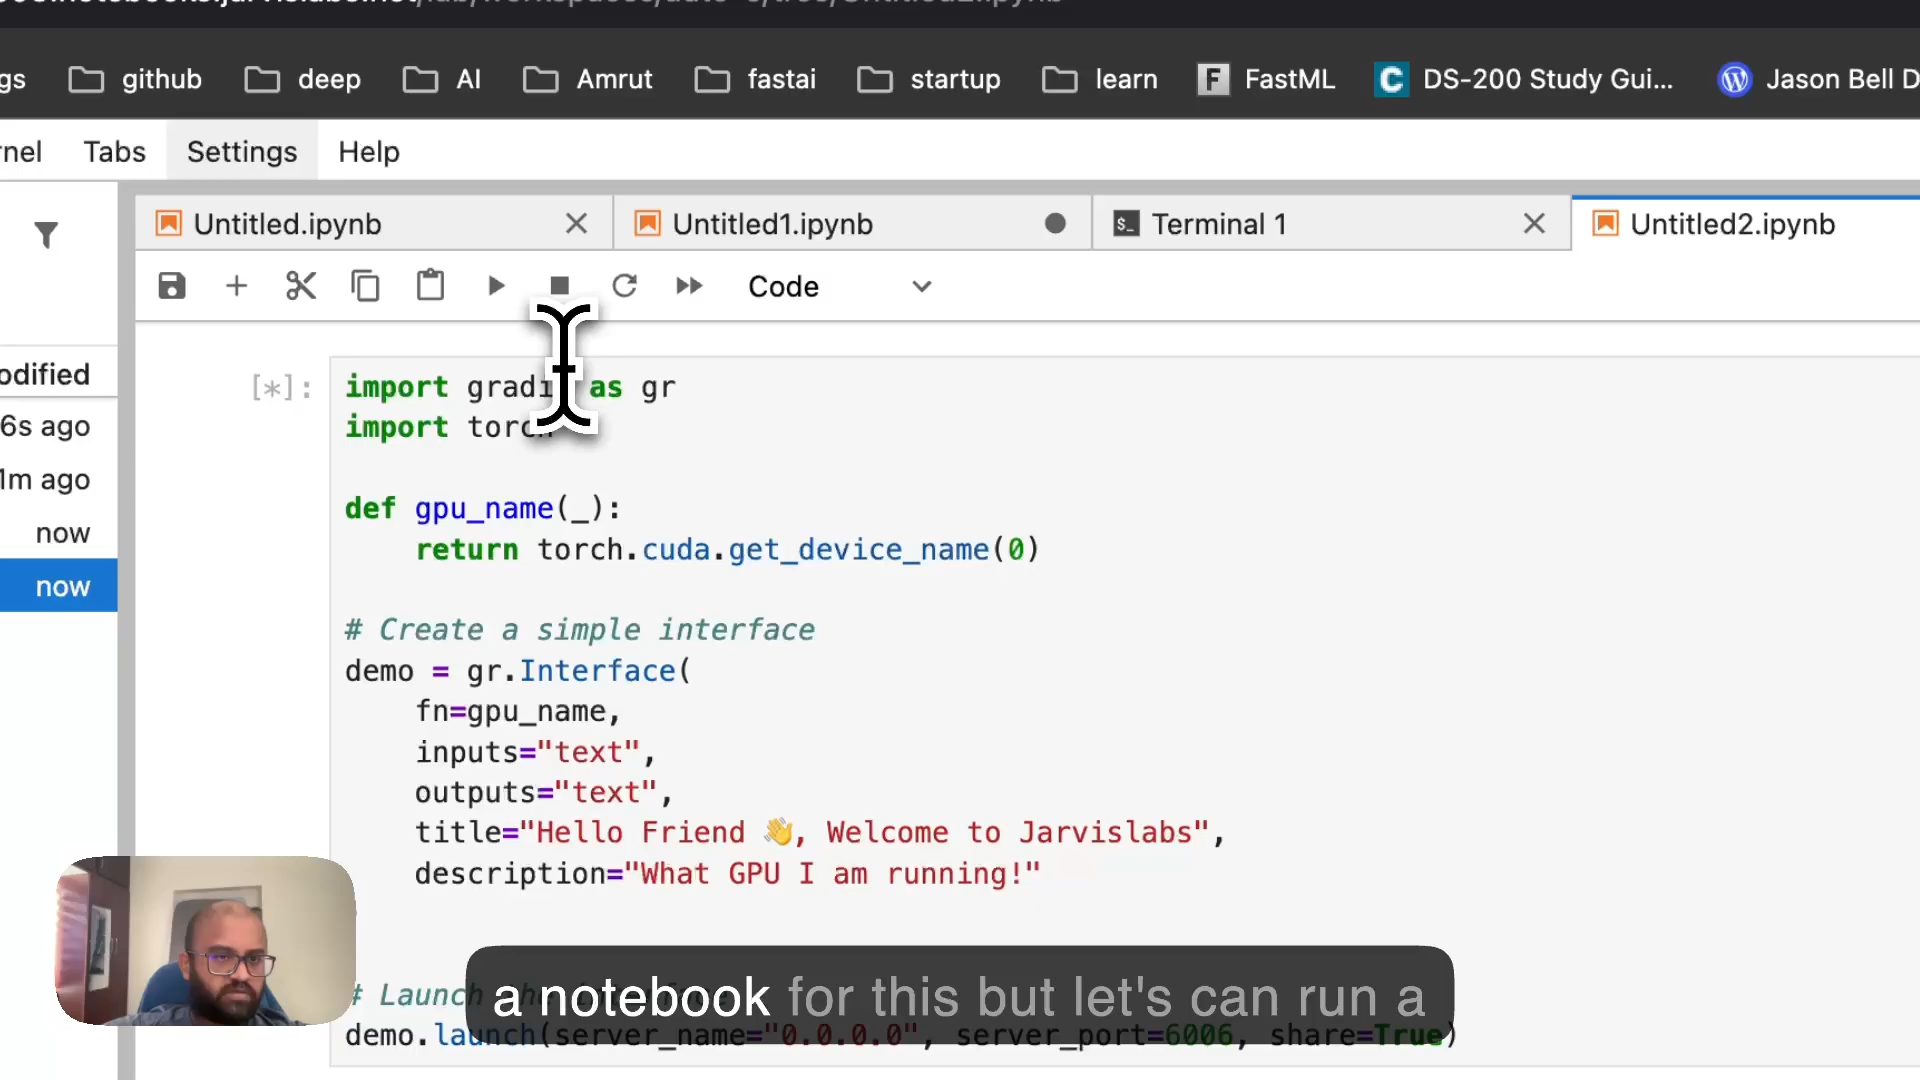 gs github deep AI Amrut fastai startup learn FastML DS-200 Study Gui... Jason Bell D
rnel Tabs Settings Help
Untitled.ipynb Untitled1.ipynb Terminal 1 Untitled2.ipynb
Code
odified
6s ago
1m ago
now
now
[*]:
import gradio as gr
import torch
def gpu_name(_):
return torch.cuda.get_device_name(0)
# Create a simple interface
demo = gr.Interface(
fn=gpu_name,
inputs="text",
outputs="text",
title="Hello Friend 👋, Welcome to Jarvislabs",
description="What GPU I am running!"
# Launch
a notebook for this but let's can run a
demo.launch(server_name="0.0.0.0", server_port=6006, share=True)